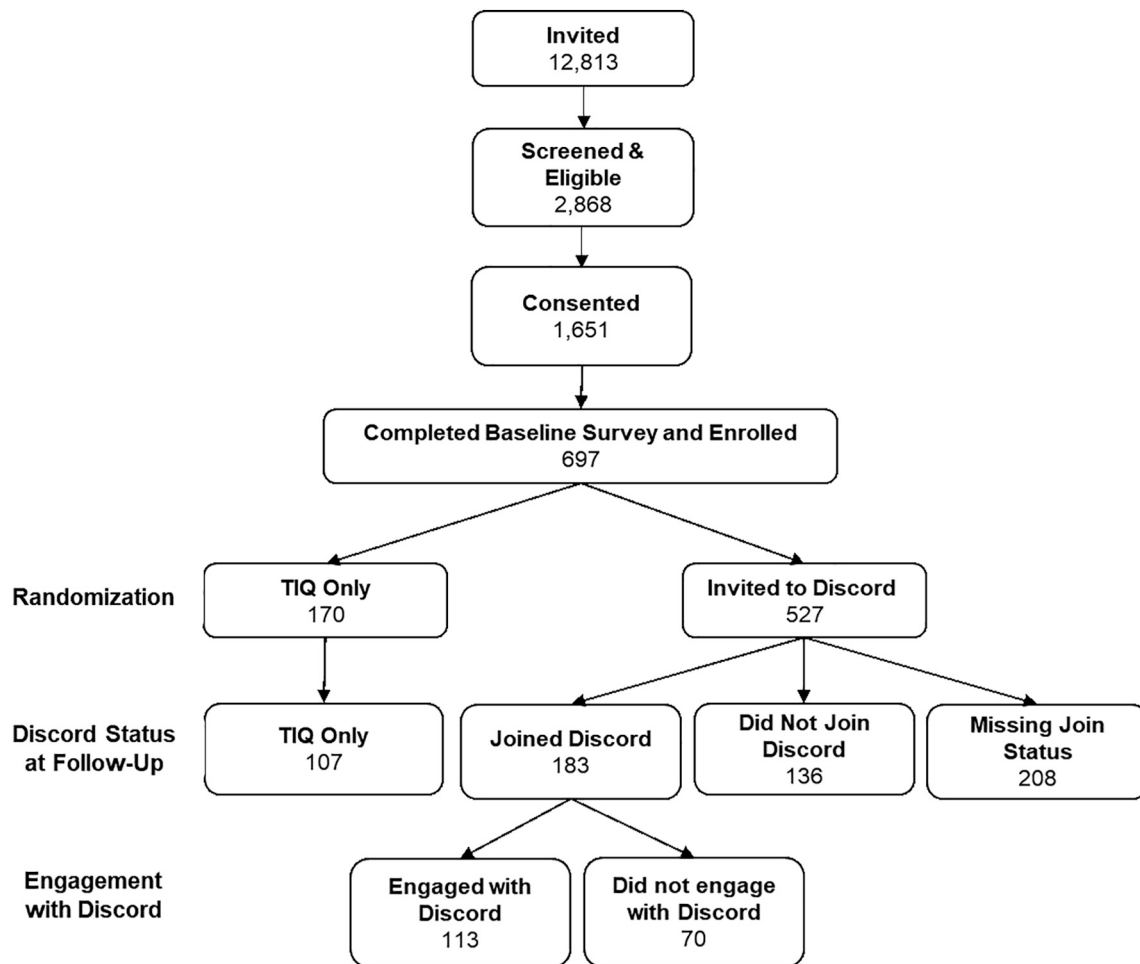 Invited
12,813
Screened &
Eligible
2,868
Consented
1,651
Completed Baseline Survey and Enrolled
697
Randomization
TIQ Only
170
Invited to Discord
527
Discord Status
at Follow-Up
TIQ Only
107
Joined Discord
183
Did Not Join
Discord
136
Missing Join
Status
208
Engagement
with Discord
Engaged with
Discord
113
Did not engage
with Discord
70